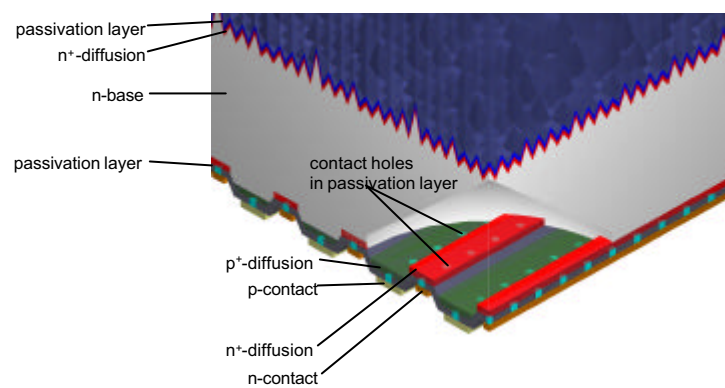 passivation layer
n⁺-diffusion
n-base
passivation layer
contact holes
in passivation layer
p⁺-diffusion
p-contact
n⁺-diffusion
n-contact